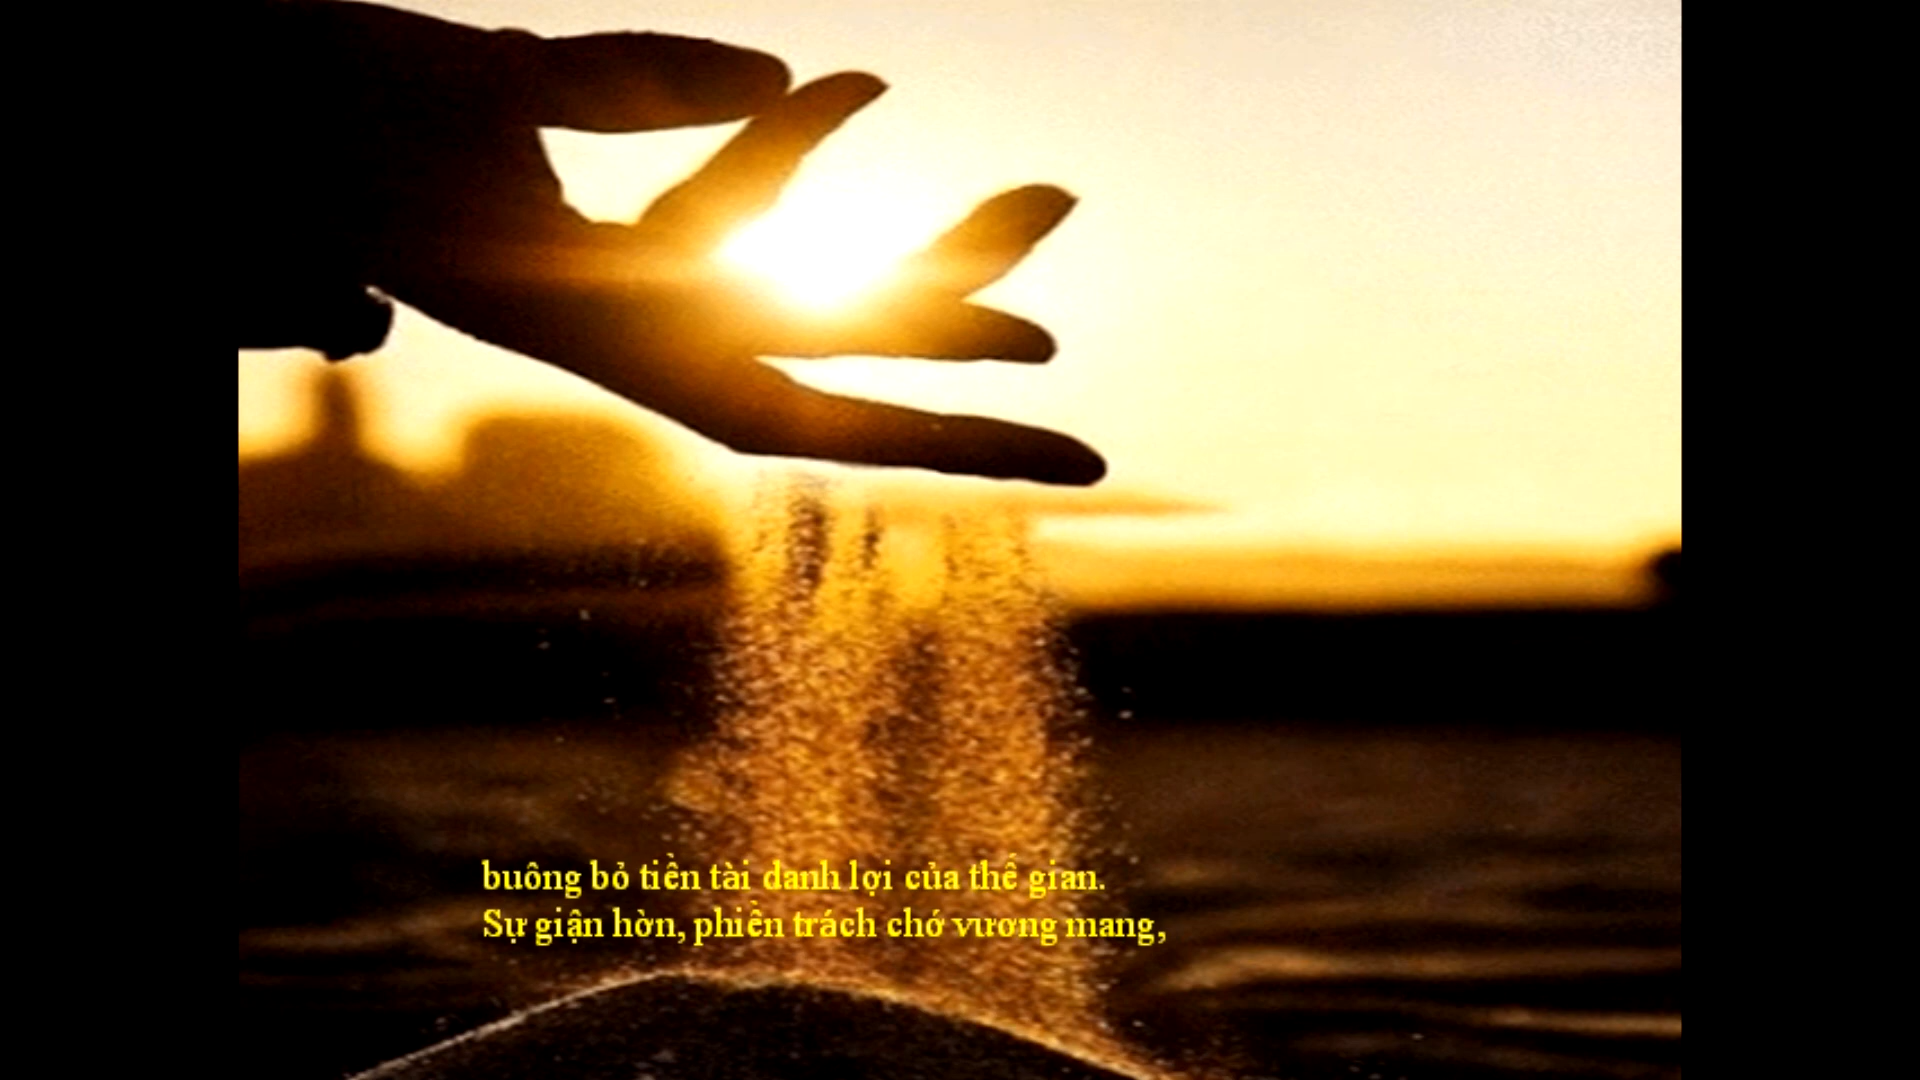 buông bỏ tiền tài danh lợi của thế gian.
Sự giận hờn, phiền trách chớ vương mang,